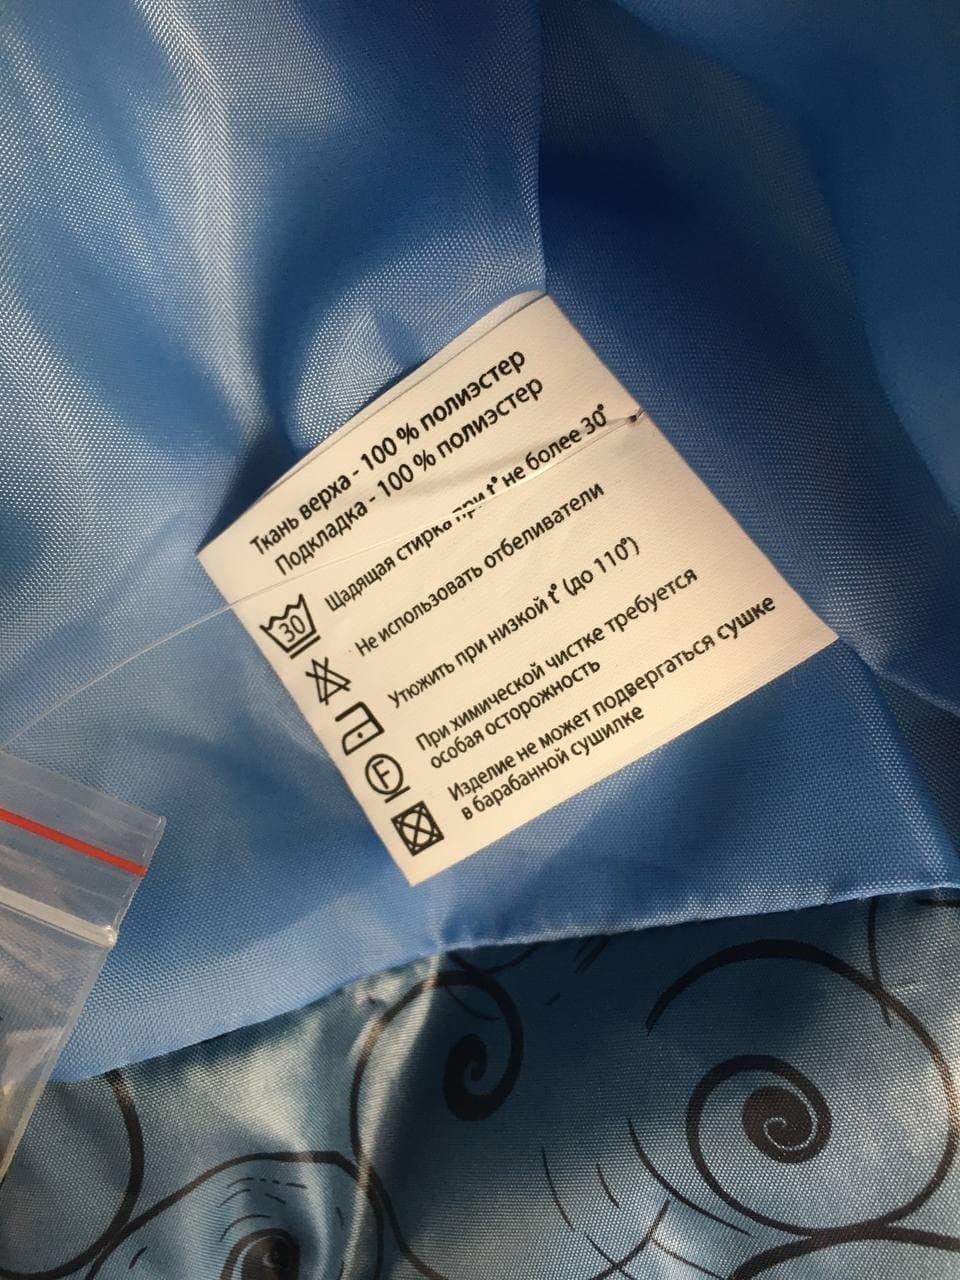 Ткань верха - 100 % полиэстер
Подкладка - 100 % полиэстер
30 Щадящая стирка при t° не более 30°
Не использовать отбеливатели
Утюжить при низкой t° (до 110°)
F При химической чистке требуется
особая осторожность
Изделие не может подвергаться сушке
в барабанной сушилке